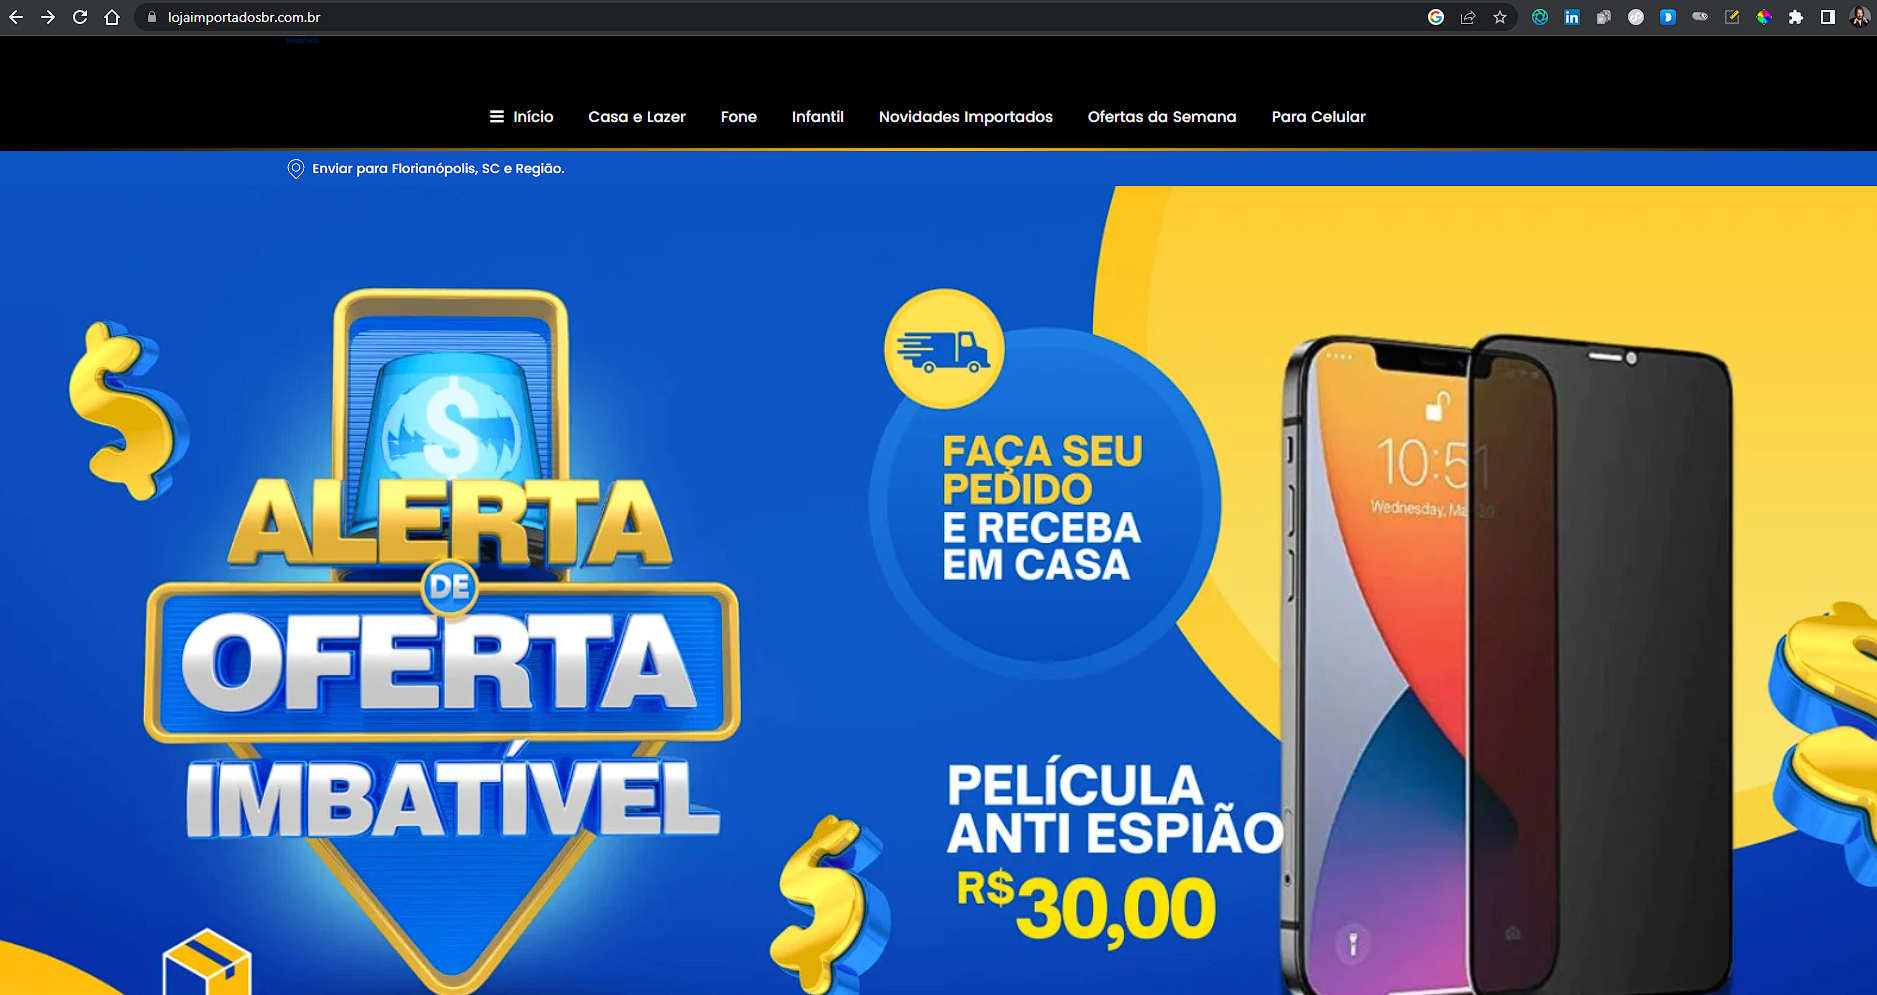 lojaimportadosbr.com.br
IMPORTADO
Início Casa e Lazer Fone Infantil Novidades Importados Ofertas da Semana Para Celular
Enviar para Florianópolis, SC e Região.
ALERTA
DE
OFERTA
IMBATÍVEL
FAÇA SEU
PEDIDO
E RECEBA
EM CASA
PELÍCULA
ANTI ESPIÃO
R$30,00
10:51
Wednesday, Ma 30